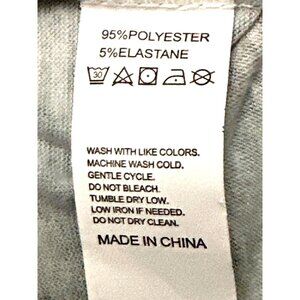 95%POLYESTER
5%ELASTANE
30
WASH WITH LIKE COLORS.
MACHINE WASH COLD.
GENTLE CYCLE.
DO NOT BLEACH.
TUMBLE DRY LOW.
LOW IRON IF NEEDED.
DO NOT DRY CLEAN.
MADE IN CHINA